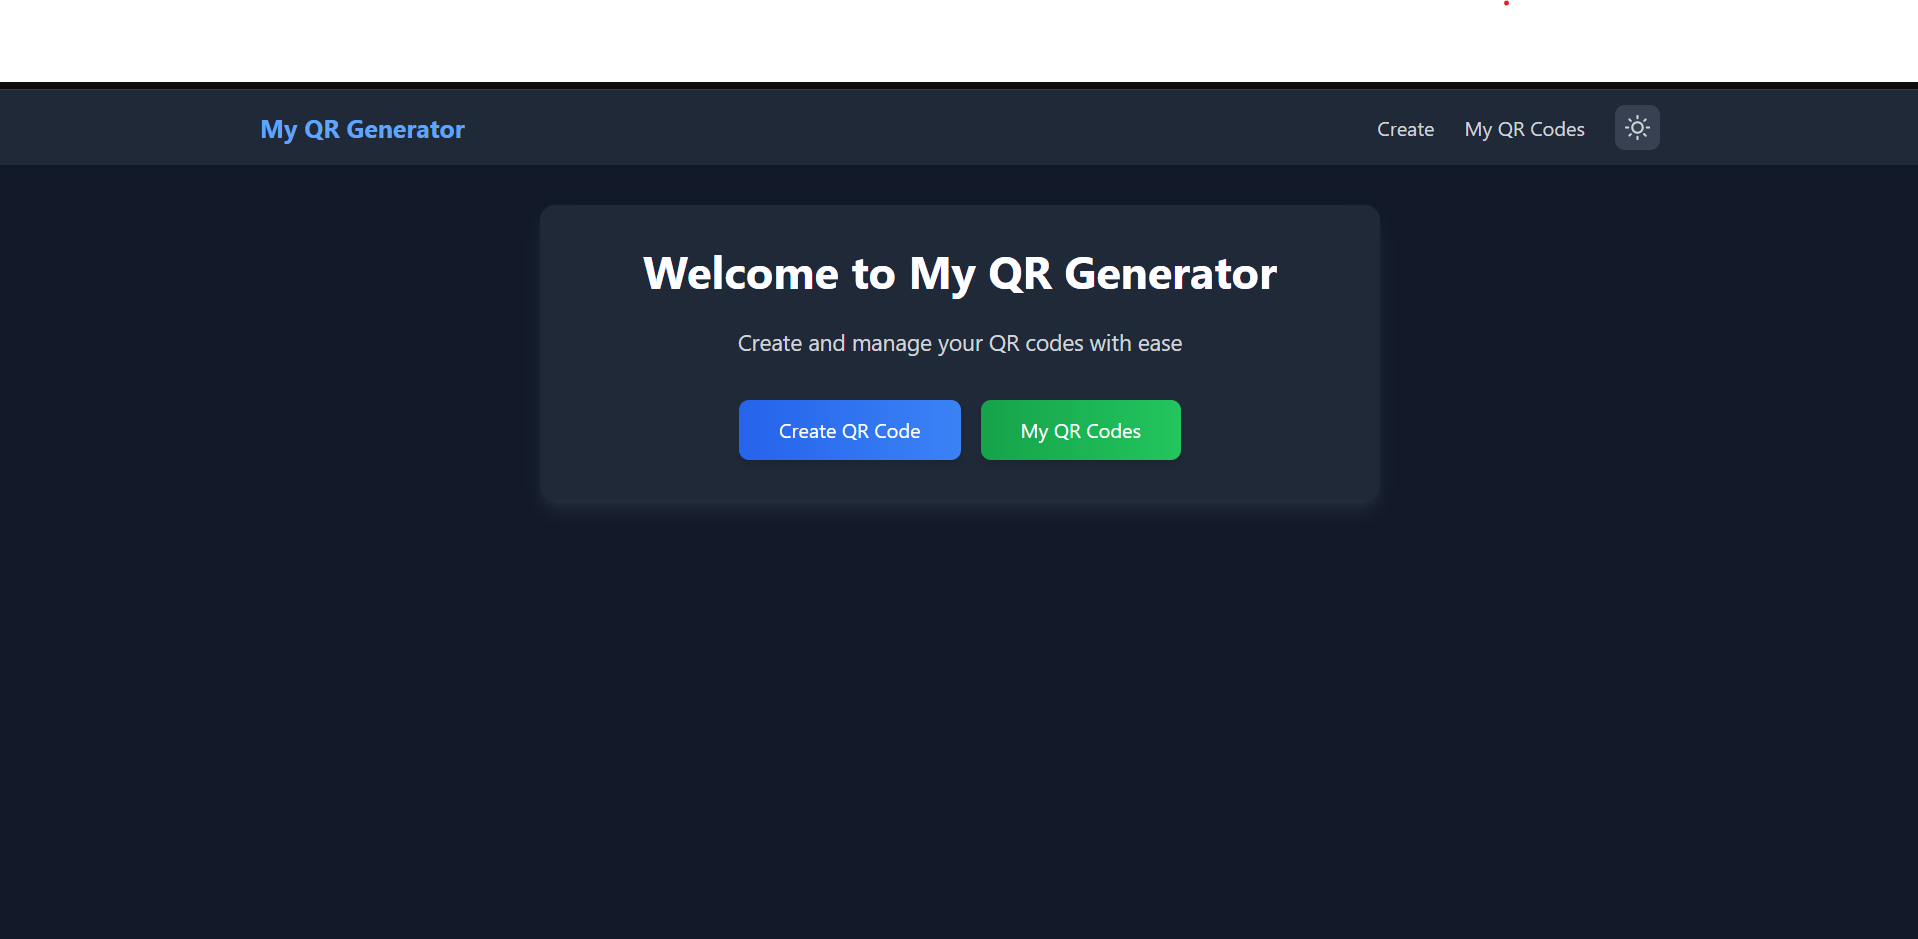 My QR Generator
Create
My QR Codes
Welcome to My QR Generator
Create and manage your QR codes with ease
Create QR Code
My QR Codes